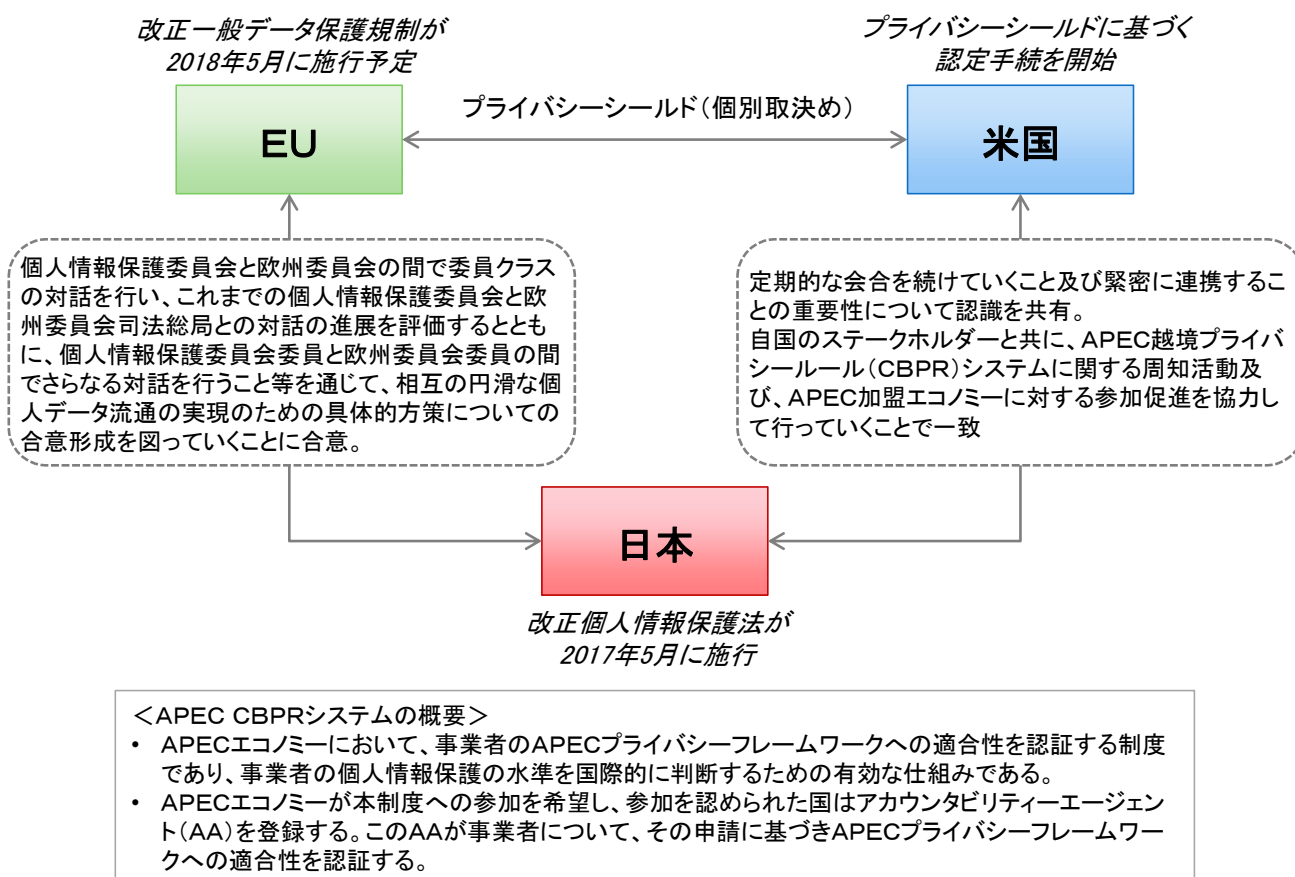 改正一般データ保護規制が
2018年5月に施行予定
プライバシーシールドに基づく
認定手続を開始
EU
プライバシーシールド(個別取決め)
米国
個人情報保護委員会と欧州委員会の間で委員クラス
の対話を行い、これまでの個人情報保護委員会と欧
州委員会司法総局との対話の進展を評価するととも
に、個人情報保護委員会委員と欧州委員会委員の間
でさらなる対話を行うこと等を通じて、相互の円滑な個
人データ流通の実現のための具体的方策についての
合意形成を図っていくことに合意。
定期的な会合を続けていくこと及び緊密に連携するこ
との重要性について認識を共有。
自国のステークホルダーと共に、APEC越境プライバ
シールール(CBPR)システムに関する周知活動及
び、APEC加盟エコノミーに対する参加促進を協力し
て行っていくことで一致
日本
改正個人情報保護法が
2017年5月に施行
<APEC CBPRシステムの概要>
• APECエコノミーにおいて、事業者のAPECプライバシーフレームワークへの適合性を認証する制度
であり、事業者の個人情報保護の水準を国際的に判断するための有効な仕組みである。
• APECエコノミーが本制度への参加を希望し、参加を認められた国はアカウンタビリティーエージェン
ト(AA)を登録する。このAAが事業者について、その申請に基づきAPECプライバシーフレームワー
クへの適合性を認証する。